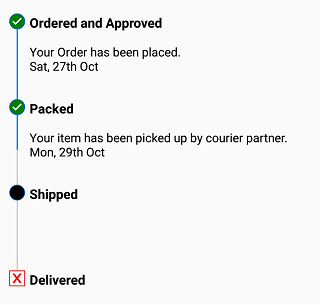 Ordered and Approved
Your Order has been placed.
Sat, 27th Oct
Packed
Your item has been picked up by courier partner.
Mon, 29th Oct
Shipped
Delivered